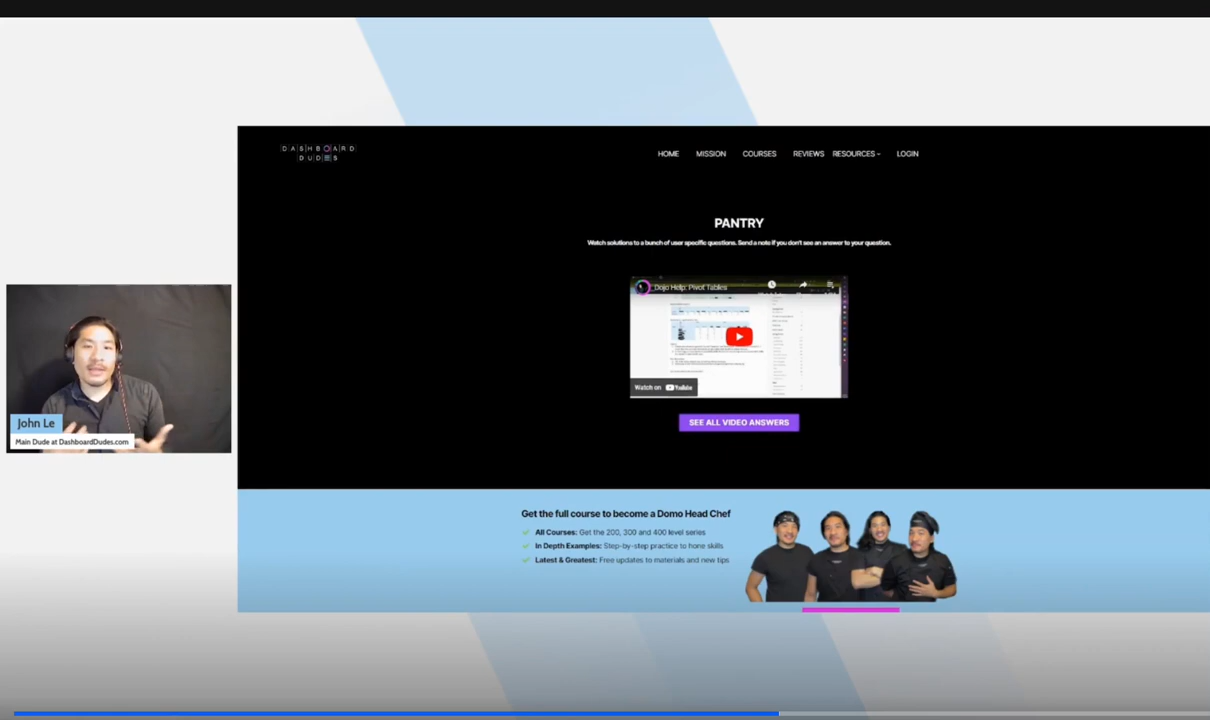 DASHBOARD
DUDES
HOME MISSION COURSES REVIEWS RESOURCES LOGIN
PANTRY
Watch solutions to a bunch of user specific questions. Send a note if you don't see an answer to your question.
Dojo Help: Pivot Tables
Watch on YouTube
SEE ALL VIDEO ANSWERS
John Le
Main Dude at DashboardDudes.com
Get the full course to become a Domo Head Chef
All Courses: Get the 200, 300 and 400 level series
In Depth Examples: Step-by-step practice to hone skills
Latest & Greatest: Free updates to materials and new tips